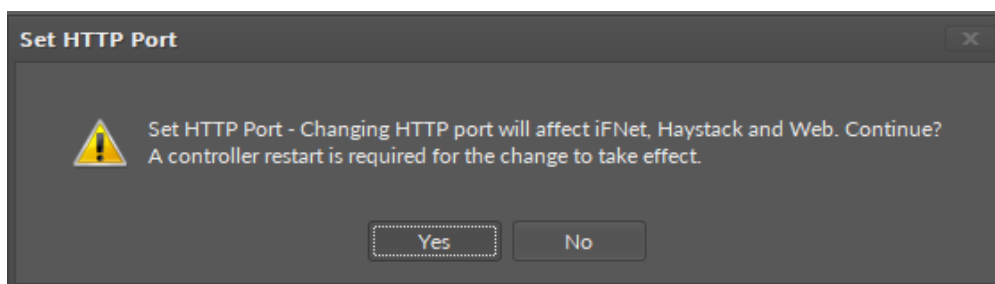 Set HTTP Port
Set HTTP Port - Changing HTTP port will affect iFNet, Haystack and Web. Continue?
A controller restart is required for the change to take effect.
Yes
No